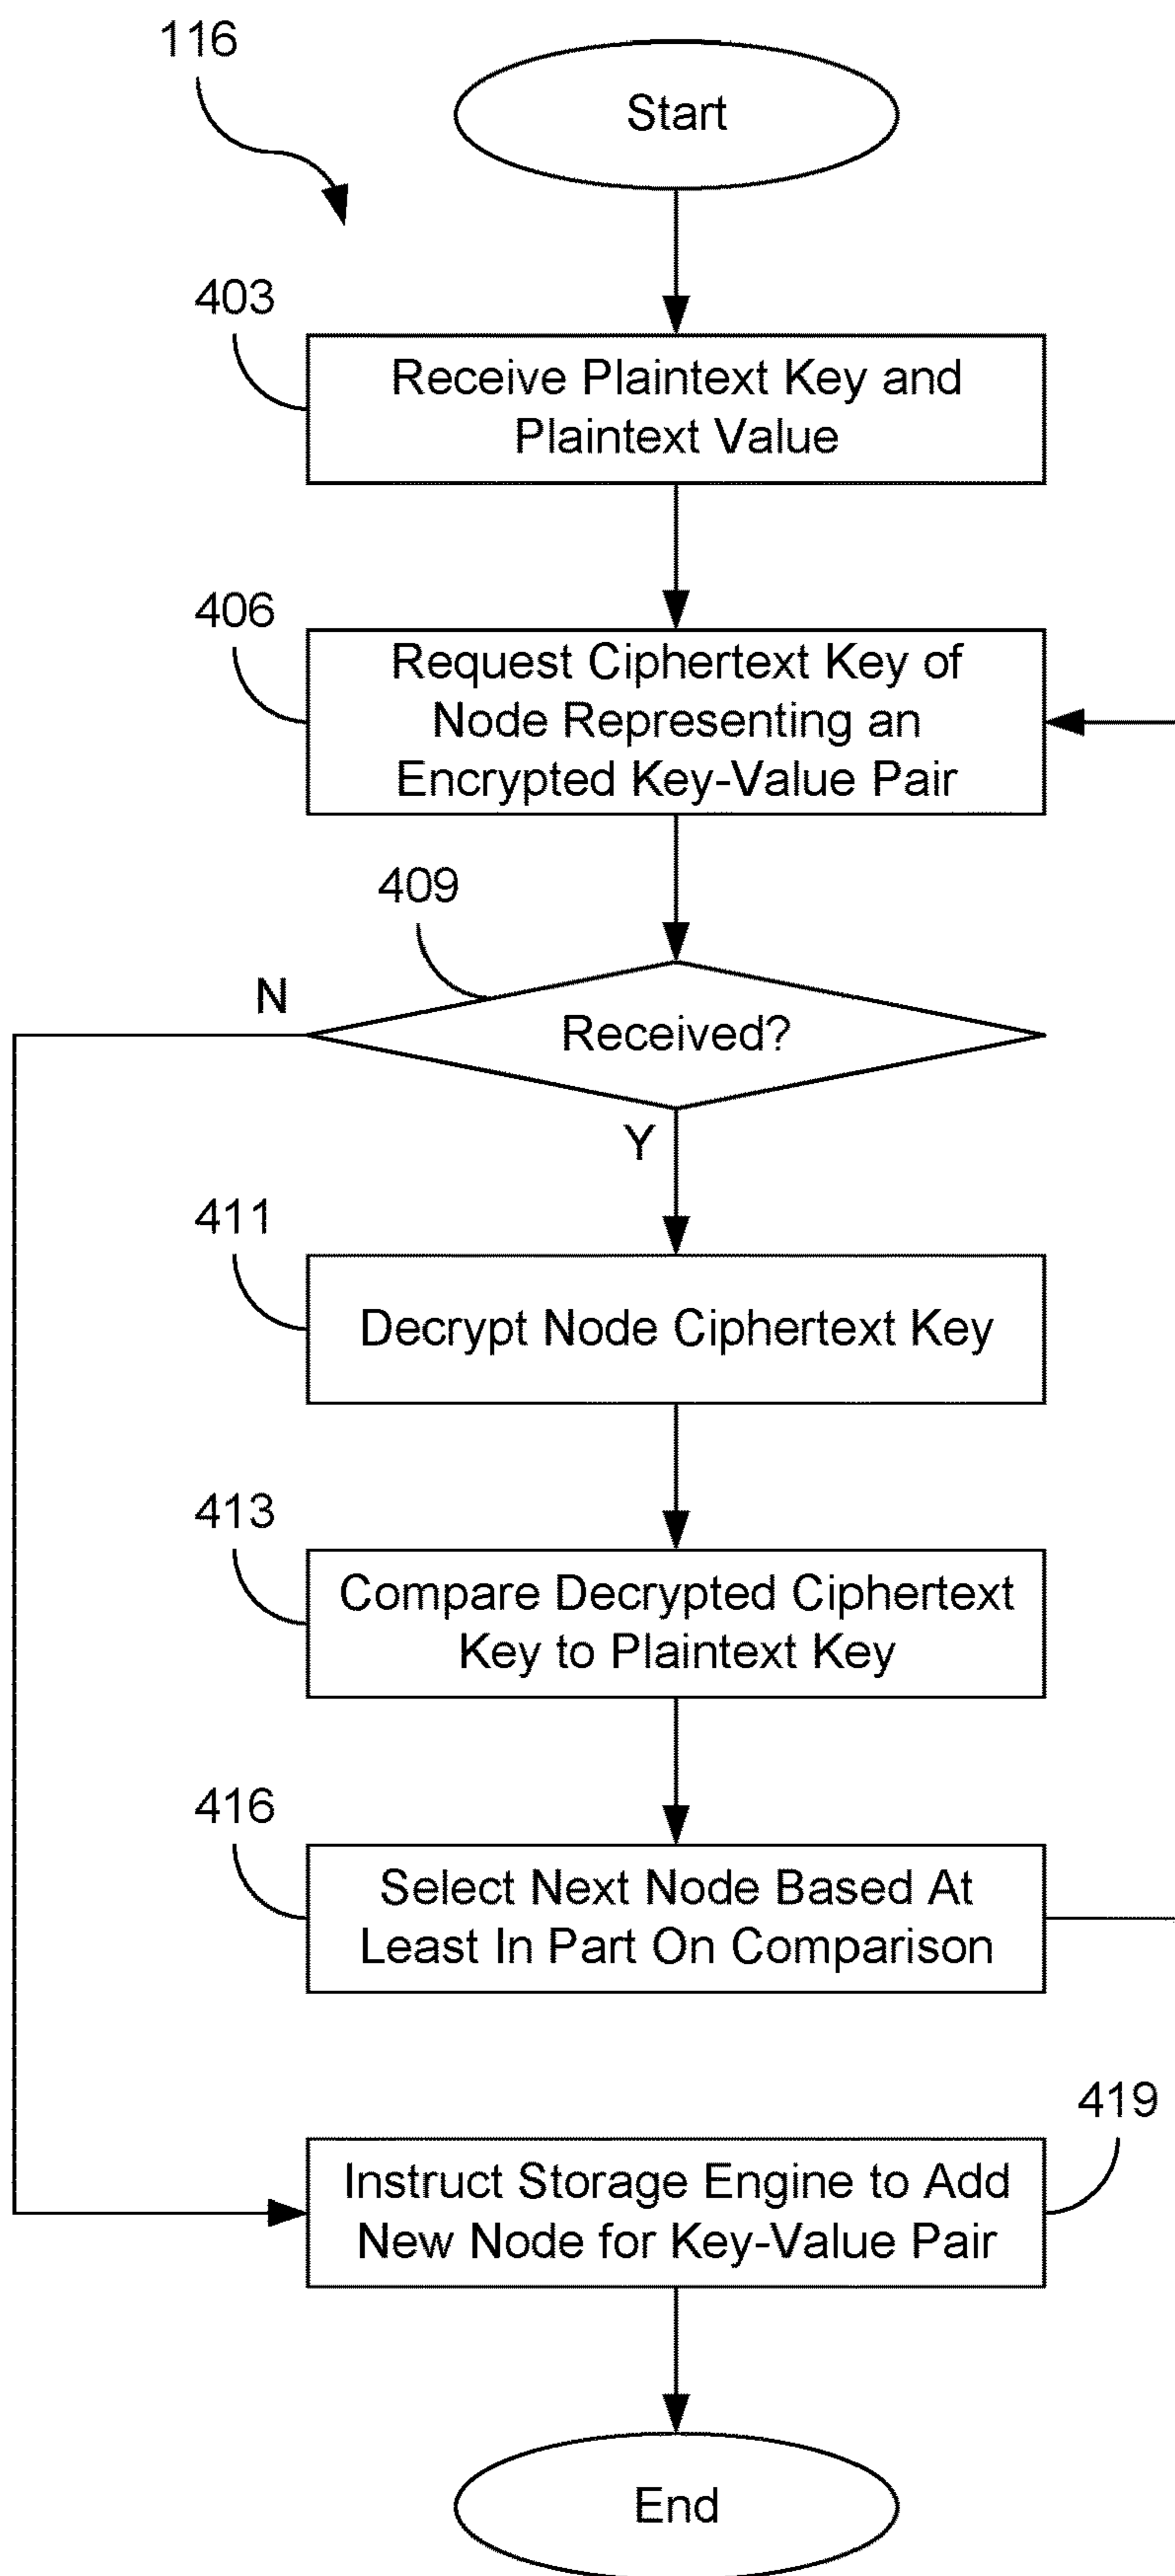 116
Start
403
Receive Plaintext Key and
Plaintext Value
406
Request Ciphertext Key of
Node Representing an
Encrypted Key-Value Pair
409
N
Received?
Y
411
Decrypt Node Ciphertext Key
413
Compare Decrypted Ciphertext
Key to Plaintext Key
416
Select Next Node Based At
Least In Part On Comparison
419
Instruct Storage Engine to Add
New Node for Key-Value Pair
End